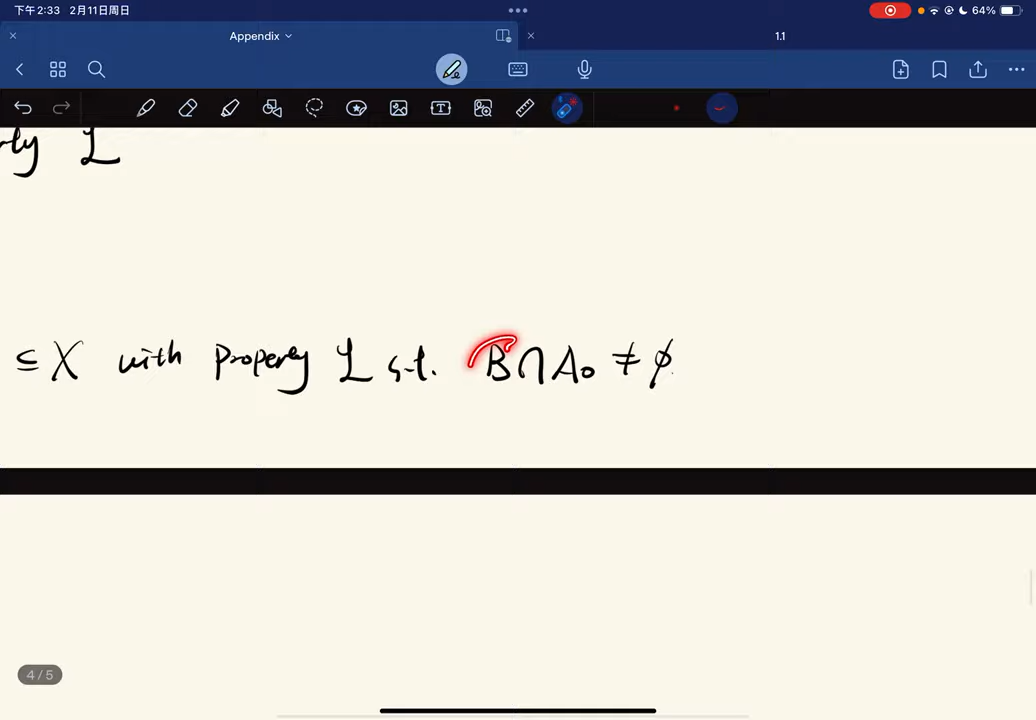 下午2:33 2月11日周日
64%
Appendix
1.1
rly L
⊆ X with Property L s.t. B∩A₀ ≠ ∅
4 / 5